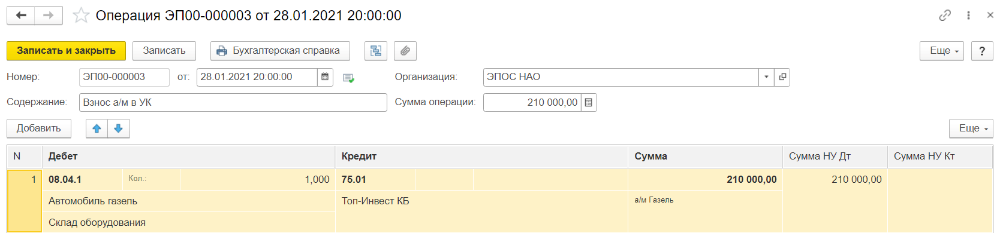 Операция ЭП00-000003 от 28.01.2021 20:00:00
Записать и закрыть Записать Бухгалтерская справка Еще ?
Номер: ЭП00-000003 от: 28.01.2021 20:00:00 Организация: ЭПОС НАО
Содержание: Взнос а/м в УК Сумма операции: 210 000,00
Добавить Еще
N Дебет Кредит Сумма Сумма НУ Дт Сумма НУ Кт
1 08.04.1 Кол.: 1,000 75.01 210 000,00 210 000,00
Автомобиль газель Топ-Инвест КБ а/м Газель
Склад оборудования